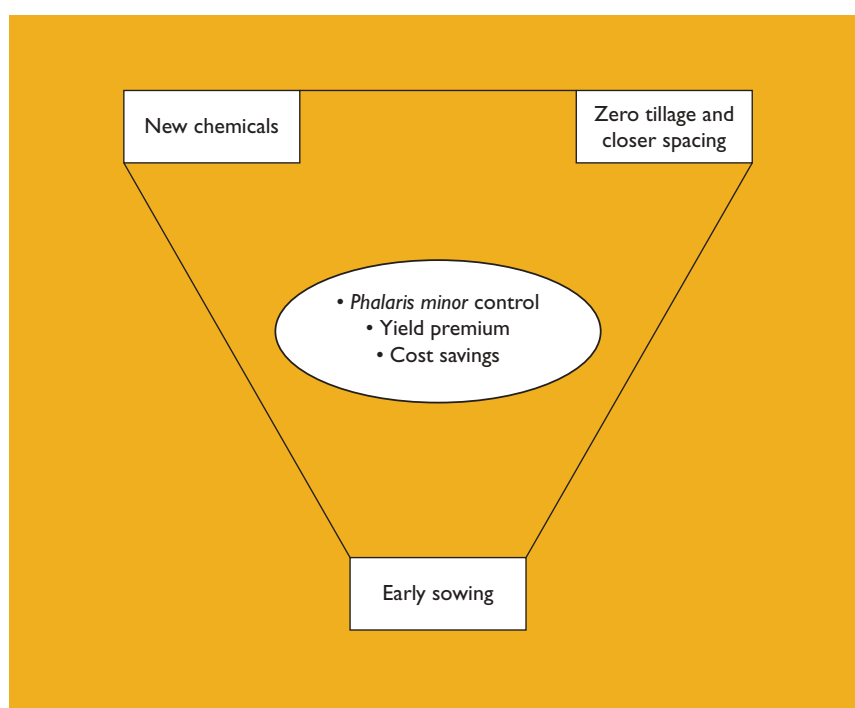 New chemicals
Zero tillage and
closer spacing
• Phalaris minor control
• Yield premium
• Cost savings
Early sowing